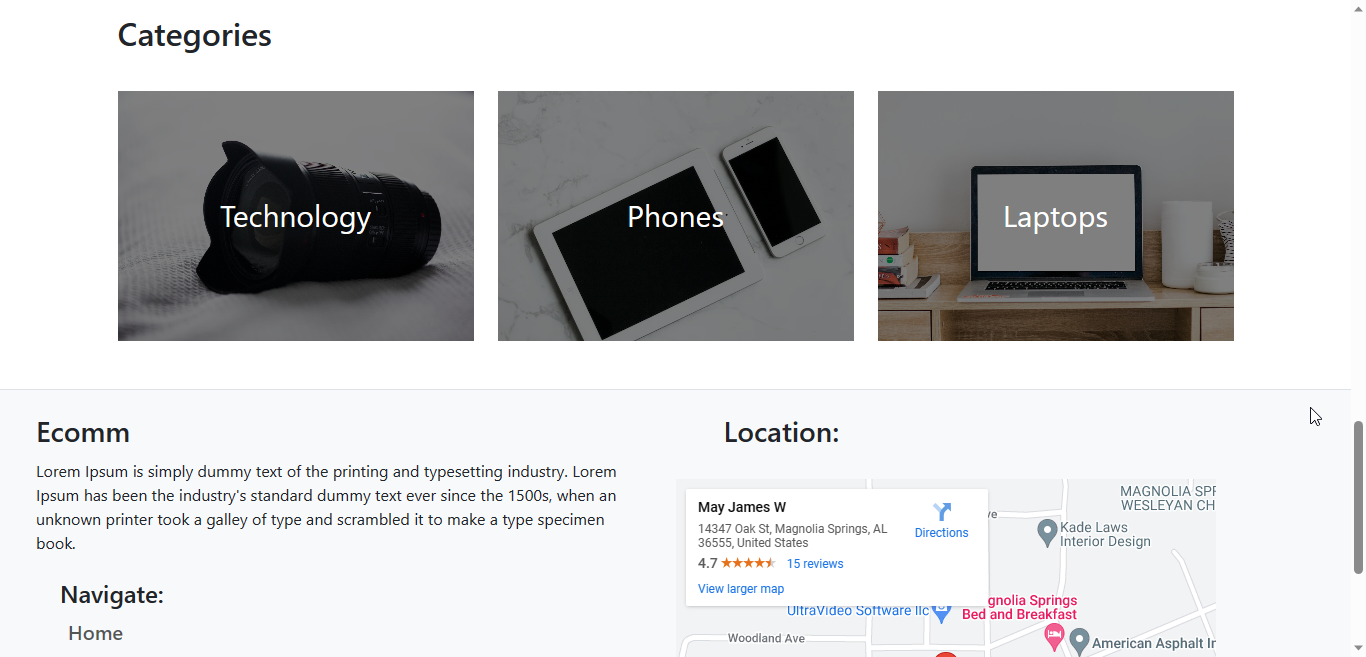 Categories
Technology
Phones
Laptops
Ecomm
Lorem Ipsum is simply dummy text of the printing and typesetting industry. Lorem
Ipsum has been the industry's standard dummy text ever since the 1500s, when an
unknown printer took a galley of type and scrambled it to make a type specimen
book.
Navigate:
Home
Location:
May James W
14347 Oak St, Magnolia Springs, AL
36555, United States
4.7
15 reviews
View larger map
Directions
MAGNOLIA SPR
WESLEYAN CH
ve
Kade Laws
Interior Design
UltraVideo Software llc
gnolia Springs
Bed and Breakfast
Woodland Ave
American Asphalt In